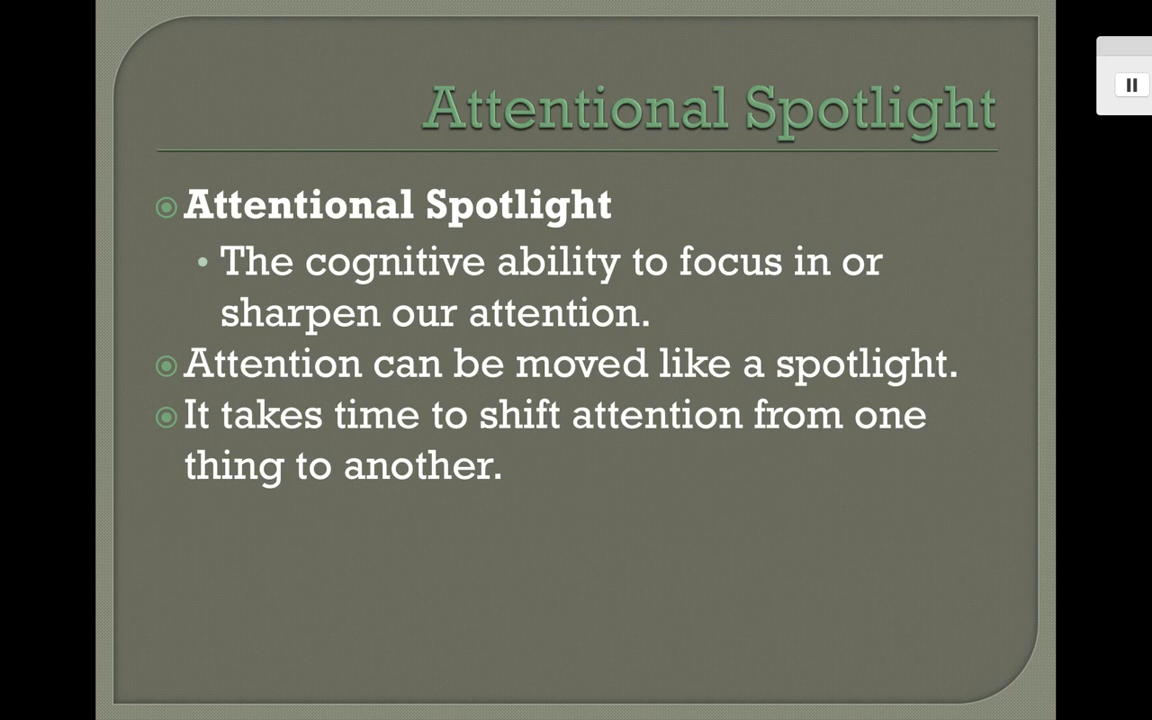 Attentional Spotlight
Attentional Spotlight
The cognitive ability to focus in or
sharpen our attention.
Attention can be moved like a spotlight.
It takes time to shift attention from one
thing to another.